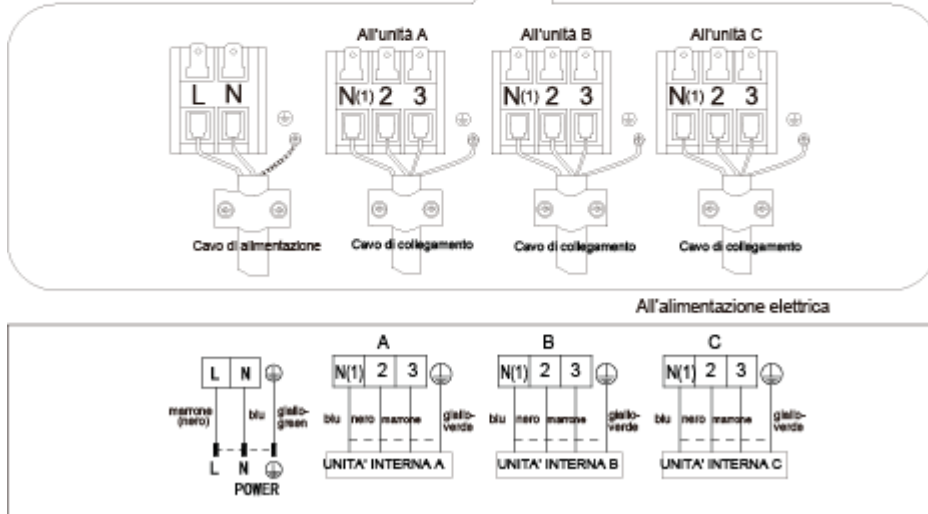 All'unità A All'unità B All'unità C
L N N(1) 2 3 N(1) 2 3 N(1) 2 3
Cavo di alimentazione Cavo di collegamento Cavo di collegamento Cavo di collegamento
All'alimentazione elettrica
A B C
L N N(1) 2 3 N(1) 2 3 N(1) 2 3
marrone (nero) blu giallo-green blu nero marrone giallo-verde blu nero marrone giallo-verde blu nero marrone giallo-verde
L N UNITA' INTERNA A UNITA' INTERNA B UNITA' INTERNA C
POWER